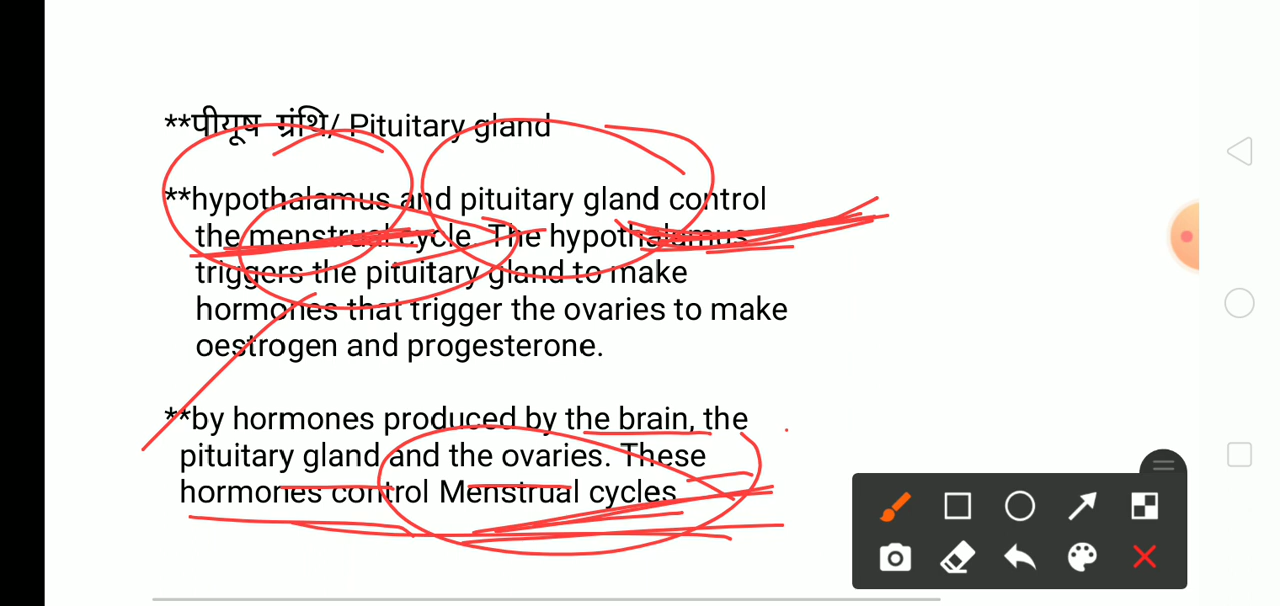 **पीयूष ग्रंथि/ Pituitary gland
**hypothalamus and pituitary gland control
the menstrual cycle. The hypothalamus
triggers the pituitary gland to make
hormones that trigger the ovaries to make
oestrogen and progesterone.
**by hormones produced by the brain, the
pituitary gland and the ovaries. These
hormones control Menstrual cycles